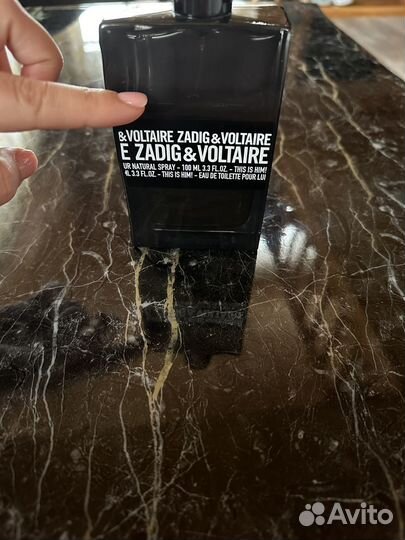 &VOLTAIRE ZADIG&VOLTAIRE
E ZADIG&VOLTAIRE
UR NATURAL SPRAY - 100 ML 3.3 FL.OZ. - THIS IS HIM!
ML 3.3 FL.OZ. - THIS IS HIM! - EAU DE TOILETTE POUR LUI
Avito